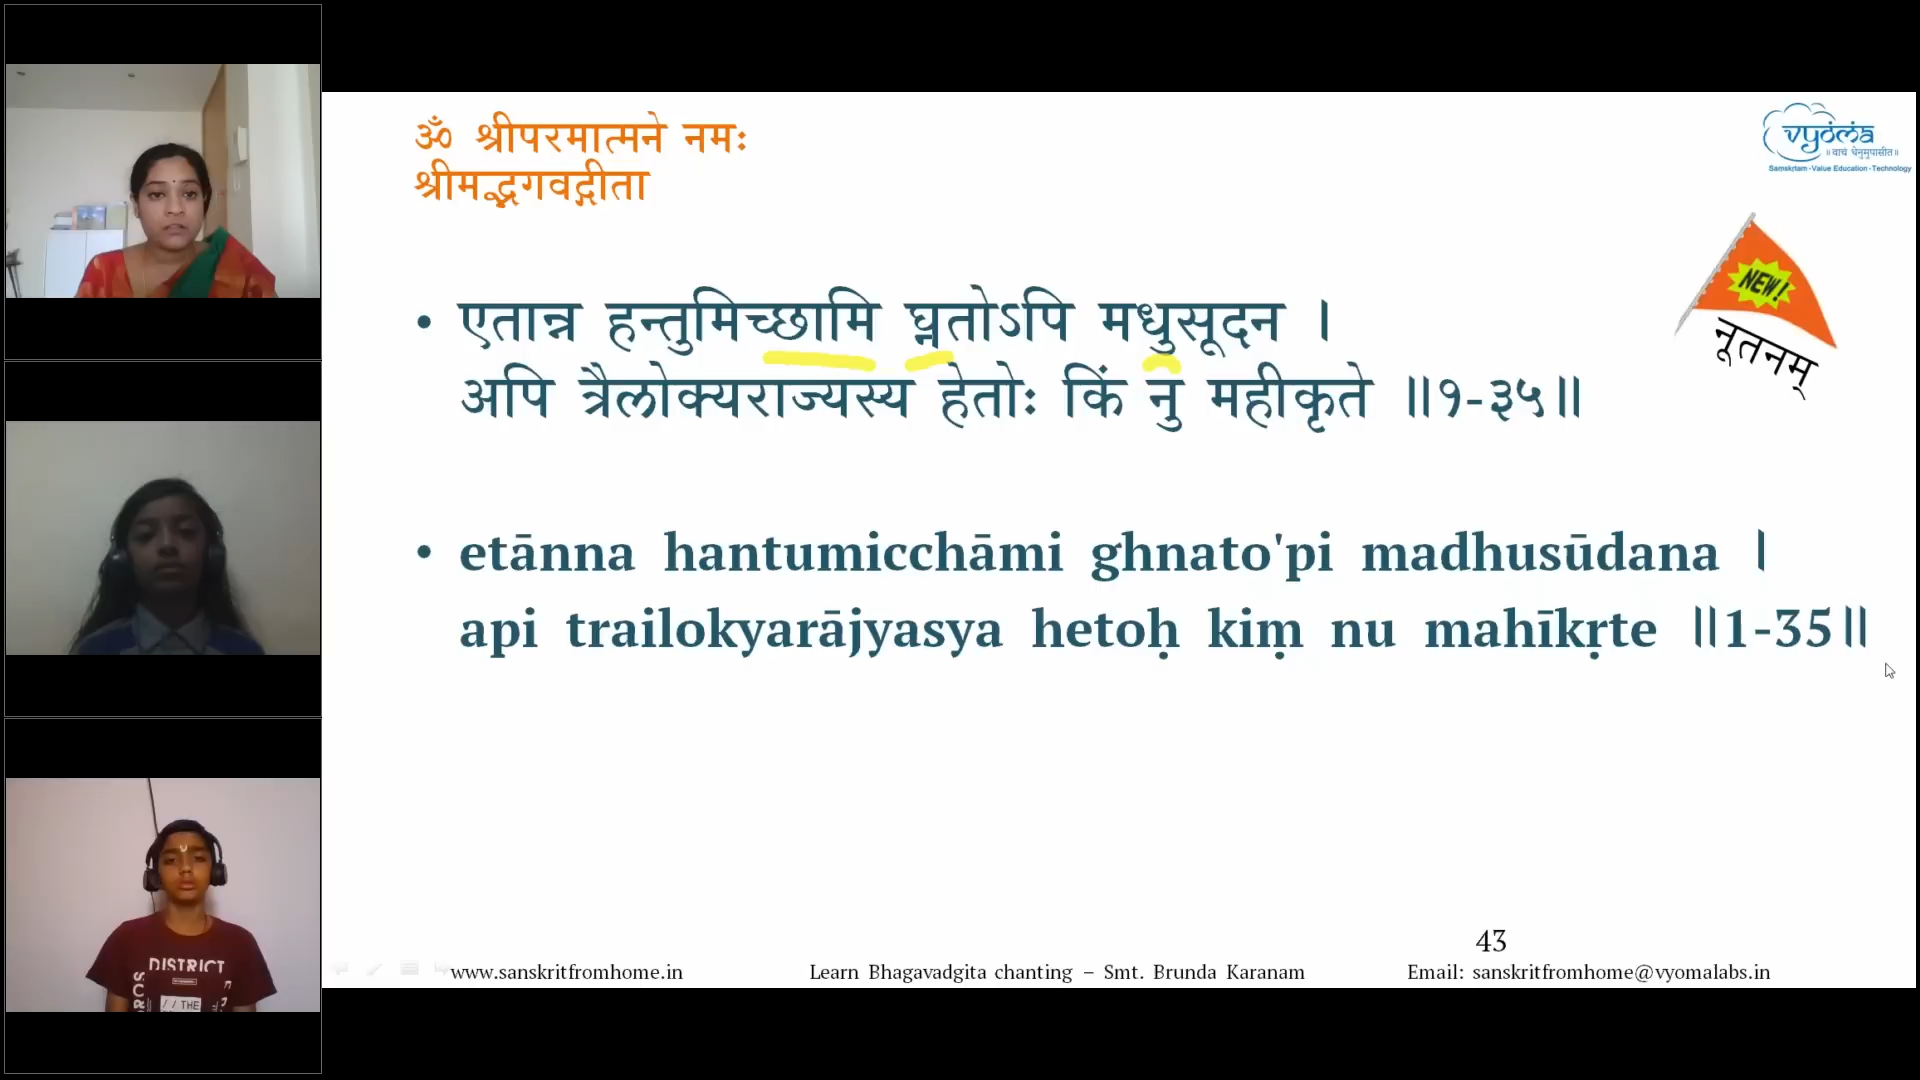 ॐ श्रीपरमात्मने नमः
श्रीमद्भगवद्गीता
vyoma
॥ वाचं धेनुमुपासीत॥
Samskrtam - Value Education - Technology
NEW!
नूतनम्
• एतान्न हन्तुमिच्छामि घ्नतोऽपि मधुसूदन ।
अपि त्रैलोक्यराज्यस्य हेतोः किं नु महीकृते ॥१-३५॥
• etānna hantumicchāmi ghnato'pi madhusūdana ।
api trailokyarājyasya hetoḥ kiṃ nu mahīkṛte ॥1-35॥
DISTRICT
// THE
43
www.sanskritfromhome.in Learn Bhagavadgita chanting – Smt. Brunda Karanam Email: sanskritfromhome@vyomalabs.in